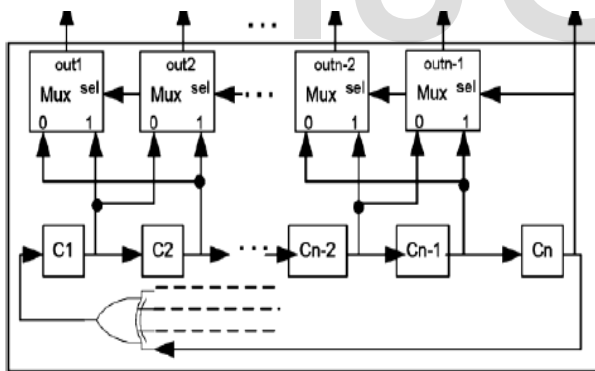 ...
out1 out2 outn-2 outn-1
Mux sel Mux sel ... Mux sel Mux sel
0 1 0 1 0 1 0 1
C1 C2 ... Cn-2 Cn-1 Cn